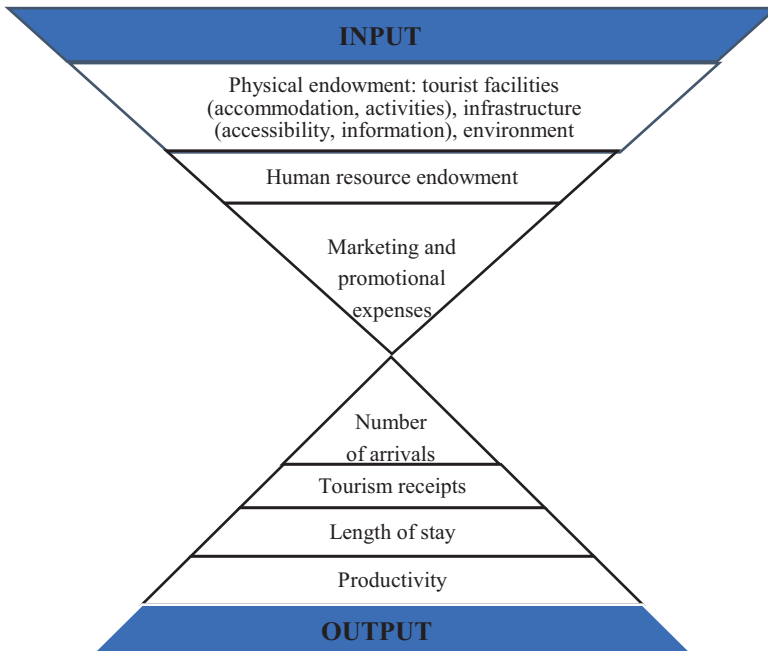 INPUT
Physical endowment: tourist facilities
(accommodation, activities), infrastructure
(accessibility, information), environment
Human resource endowment
Marketing and
promotional
expenses
Number
of arrivals
Tourism receipts
Length of stay
Productivity
OUTPUT